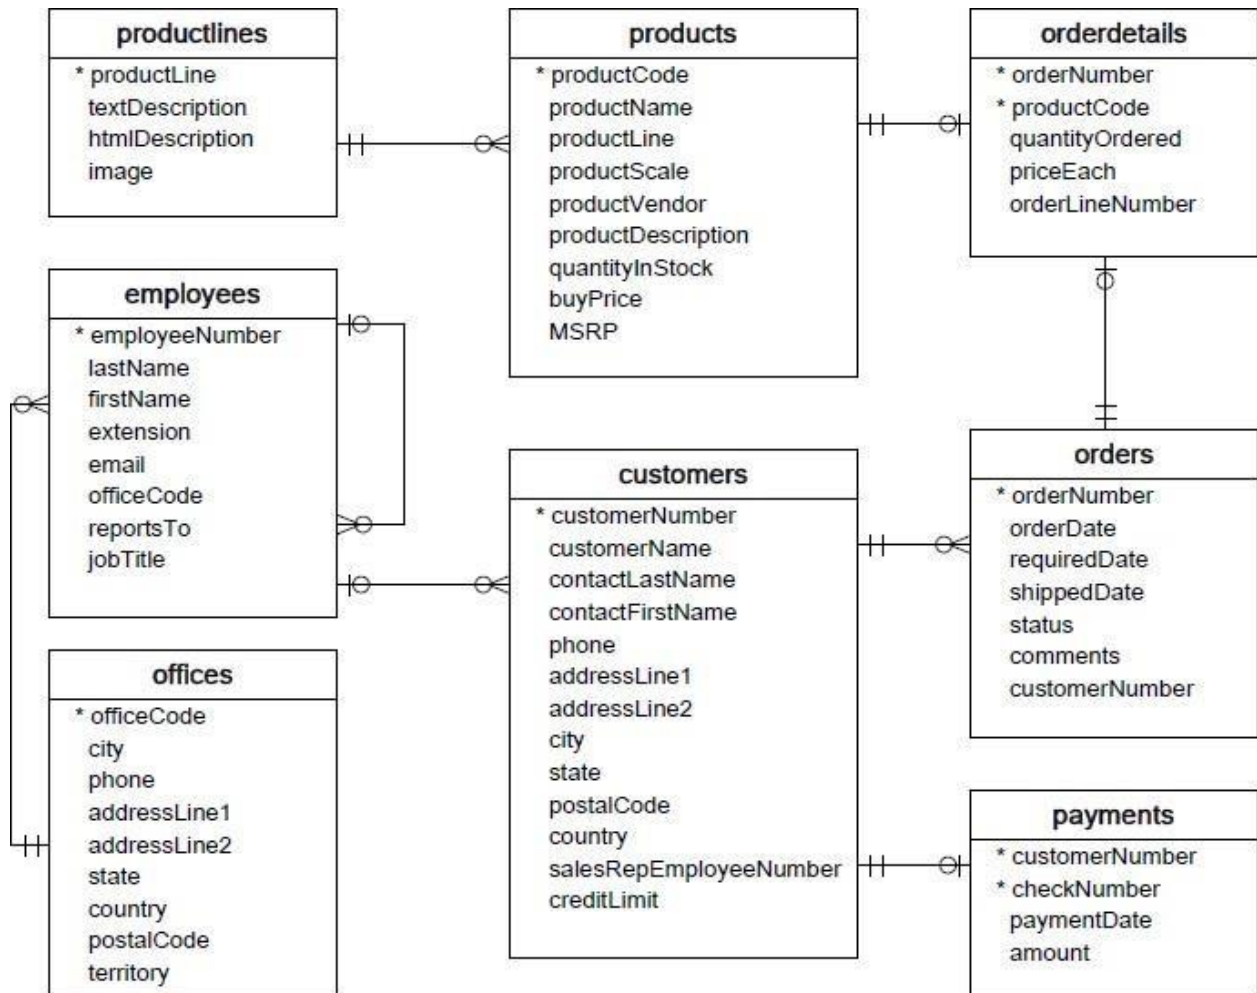 productlines
* productLine
textDescription
htmlDescription
image
products
* productCode
productName
productLine
productScale
productVendor
productDescription
quantityInStock
buyPrice
MSRP
orderdetails
* orderNumber
* productCode
quantityOrdered
priceEach
orderLineNumber
employees
* employeeNumber
lastName
firstName
extension
email
officeCode
reportsTo
jobTitle
customers
* customerNumber
customerName
contactLastName
contactFirstName
phone
addressLine1
addressLine2
city
state
postalCode
country
salesRepEmployeeNumber
creditLimit
orders
* orderNumber
orderDate
requiredDate
shippedDate
status
comments
customerNumber
offices
* officeCode
city
phone
addressLine1
addressLine2
state
country
postalCode
territory
payments
* customerNumber
* checkNumber
paymentDate
amount